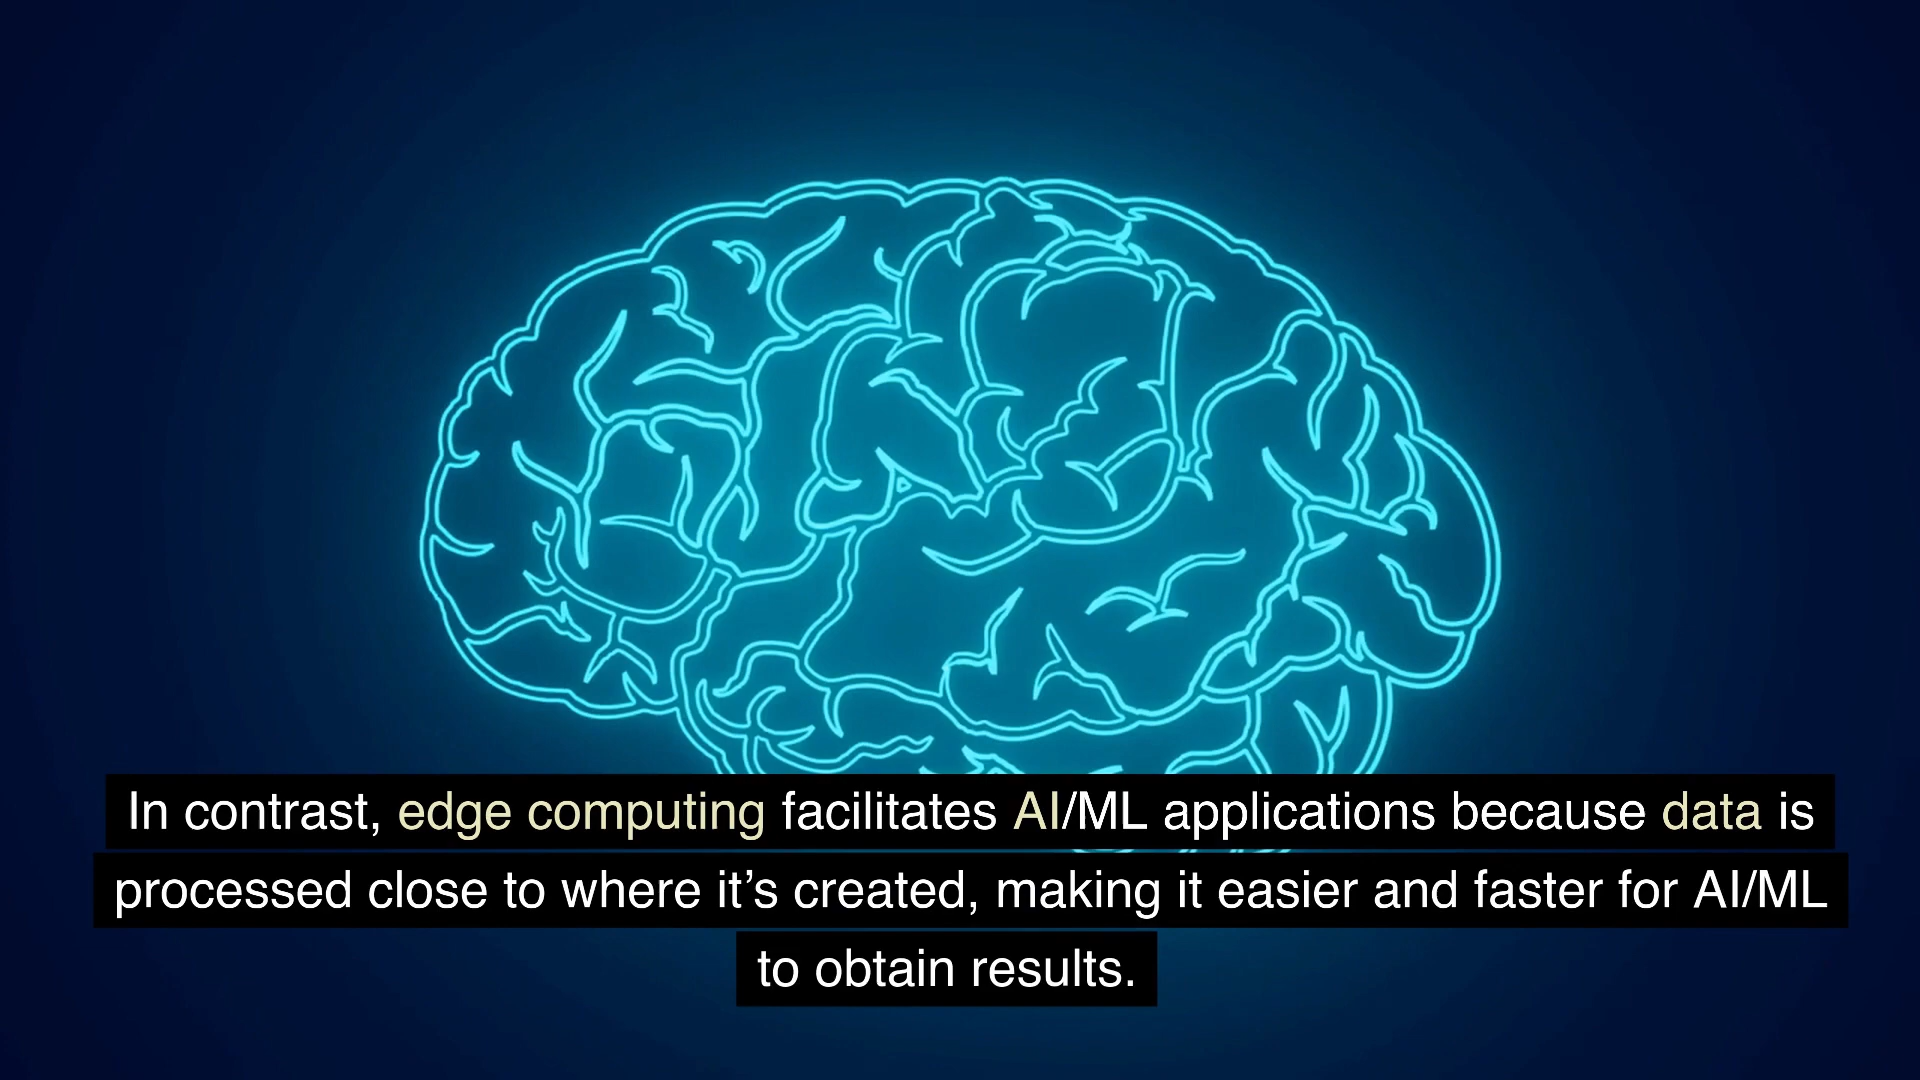 In contrast, edge computing facilitates AI/ML applications because data is
processed close to where it’s created, making it easier and faster for AI/ML
to obtain results.